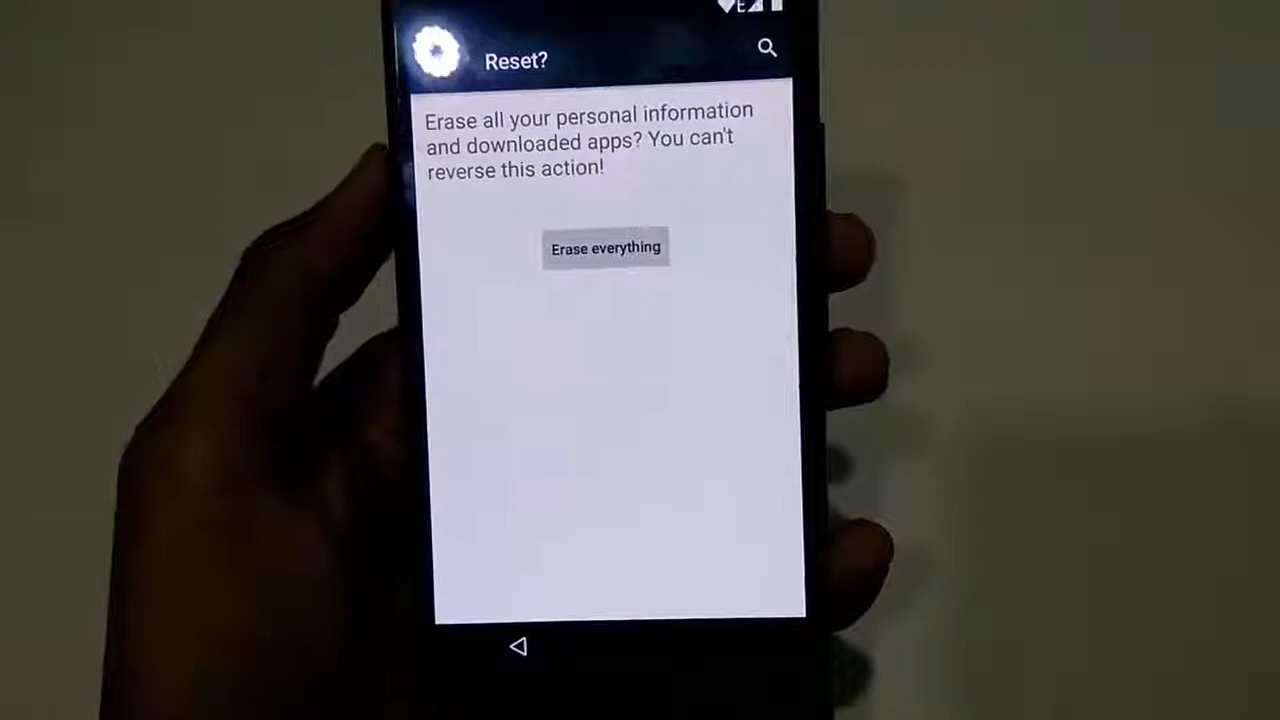 E
Reset?
Erase all your personal information
and downloaded apps? You can't
reverse this action!
Erase everything